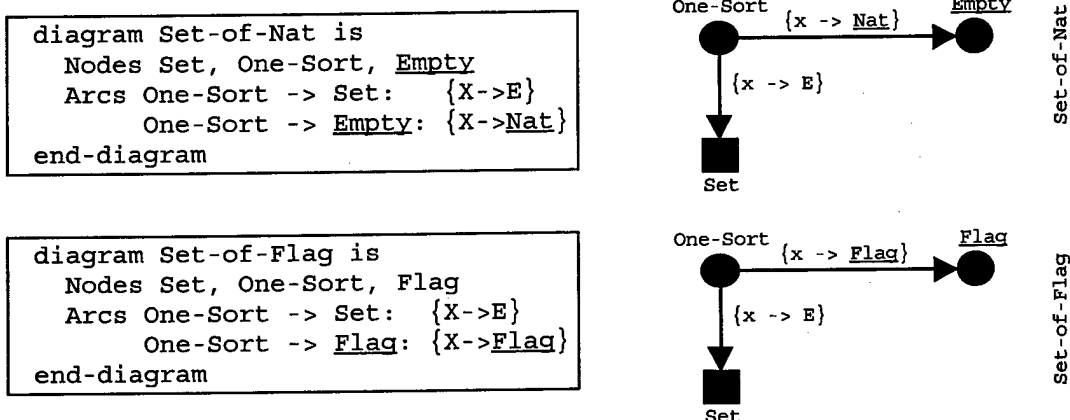 diagram Set-of-Nat is
Nodes Set, One-Sort, Empty
Arcs One-Sort -> Set: {X->E}
One-Sort -> Empty: {X->Nat}
end-diagram
One-Sort
{x -> Nat}
Empty
{x -> E}
Set
Set-of-Nat
diagram Set-of-Flag is
Nodes Set, One-Sort, Flag
Arcs One-Sort -> Set: {X->E}
One-Sort -> Flag: {X->Flag}
end-diagram
One-Sort
{x -> Flag}
Flag
{x -> E}
Set
Set-of-Flag